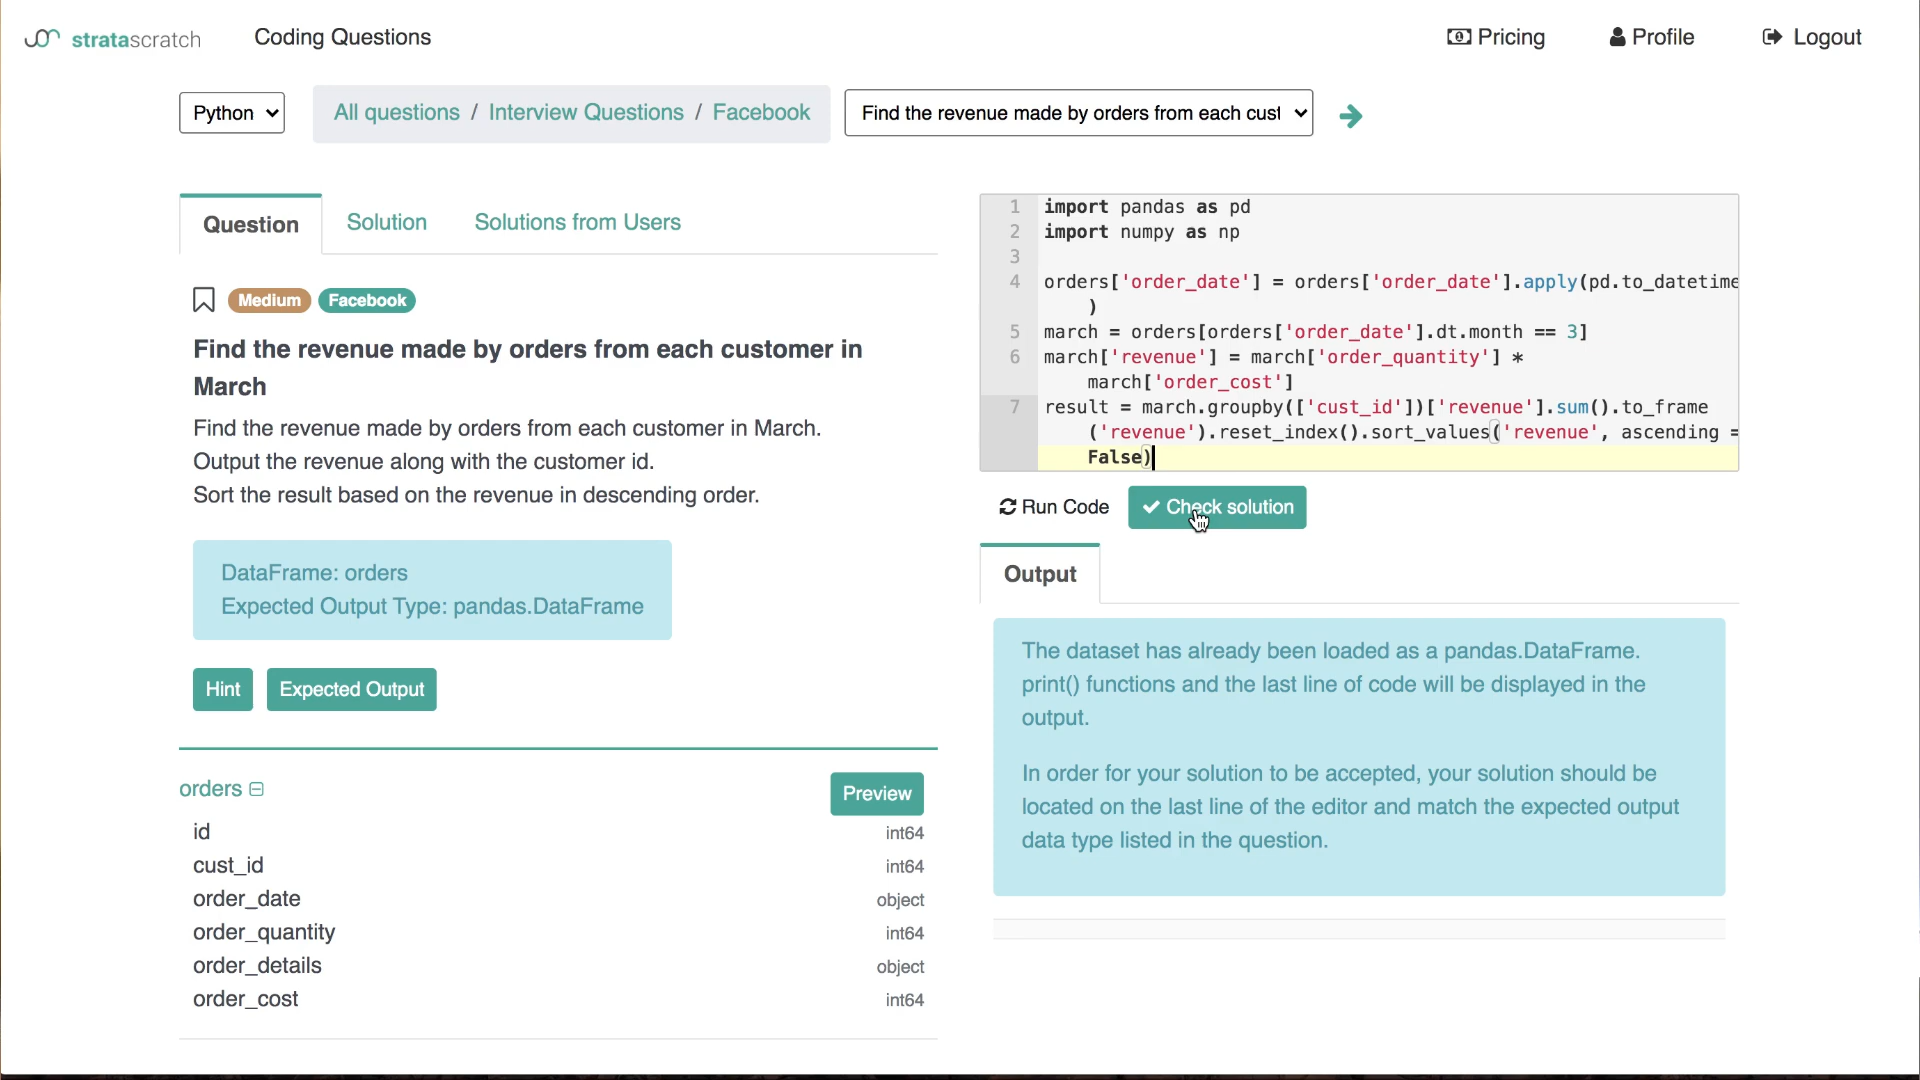 stratascratch
Coding Questions
Pricing
Profile
Logout
Python
All questions / Interview Questions / Facebook
Find the revenue made by orders from each cust
Question
Solution
Solutions from Users
Medium
Facebook
Find the revenue made by orders from each customer in
March
Find the revenue made by orders from each customer in March.
Output the revenue along with the customer id.
Sort the result based on the revenue in descending order.
DataFrame: orders
Expected Output Type: pandas.DataFrame
Hint
Expected Output
orders
Preview
id int64
cust_id int64
order_date object
order_quantity int64
order_details object
order_cost int64
1 import pandas as pd
2 import numpy as np
3
4 orders['order_date'] = orders['order_date'].apply(pd.to_datetime
)
5 march = orders[orders['order_date'].dt.month == 3]
6 march['revenue'] = march['order_quantity'] *
march['order_cost']
7 result = march.groupby(['cust_id'])['revenue'].sum().to_frame
('revenue').reset_index().sort_values('revenue', ascending =
False)
Run Code
Check solution
Output
The dataset has already been loaded as a pandas.DataFrame.
print() functions and the last line of code will be displayed in the
output.
In order for your solution to be accepted, your solution should be
located on the last line of the editor and match the expected output
data type listed in the question.